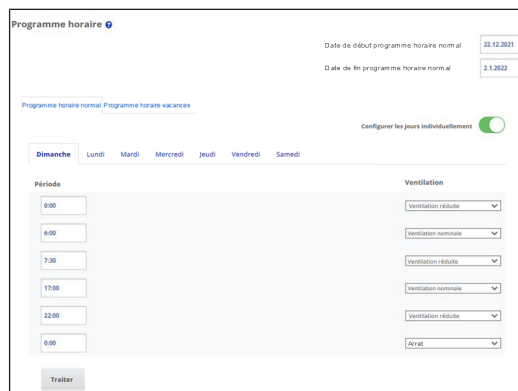 Programme horaire ?
Date de début programme horaire normal 22.12.2021
Date de fin programme horaire normal 2.1.2022
Programme horaire normal Programme horaire vacances
Configurer les jours individuellement
Dimanche Lundi Mardi Mercredi Jeudi Vendredi Samedi
Période Ventilation
0:00 Ventilation réduite
6:00 Ventilation nominale
7:30 Ventilation réduite
17:00 Ventilation nominale
22:00 Ventilation réduite
0:00 Arret
Traiter